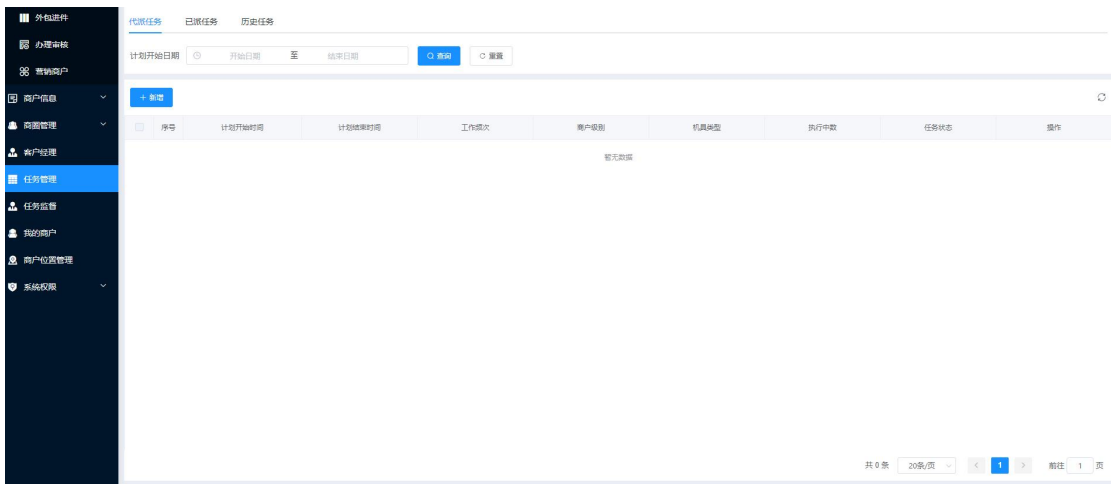 外包进件
办理审核
营销商户
商户信息
商圈管理
客户经理
任务管理
任务监督
我的商户
商户位置管理
系统权限
代派任务 已派任务 历史任务
计划开始日期 开始日期 至 结束日期 查询 重置
+ 新增
序号 计划开始时间 计划结束时间 工作频次 商户级别 机具类型 执行中数 任务状态 操作
暂无数据
共 0 条 20条/页 < 1 > 前往 1 页